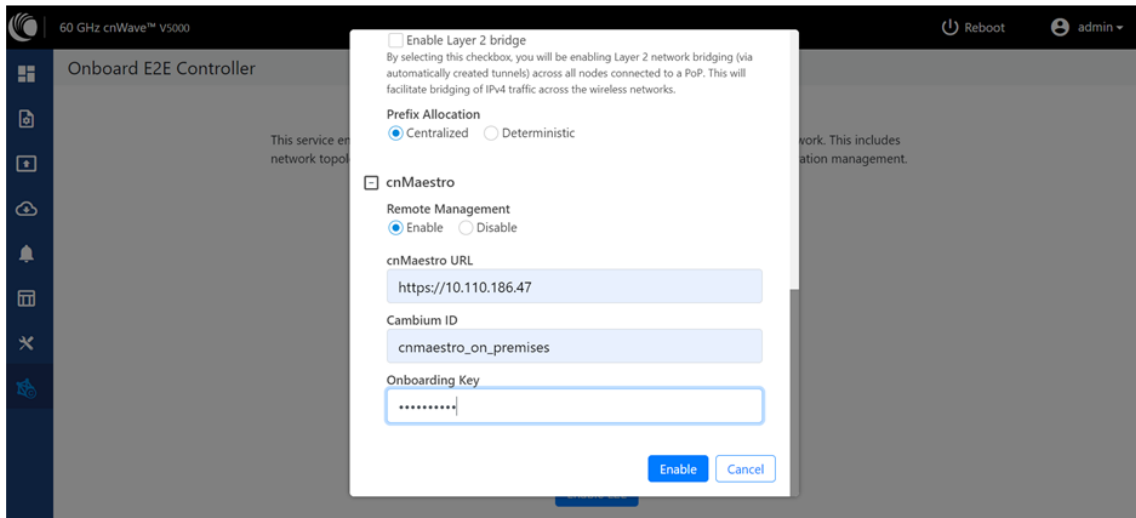 60 GHz cnWave™ V5000
Reboot
admin
Onboard E2E Controller
Enable Layer 2 bridge
By selecting this checkbox, you will be enabling Layer 2 network bridging (via
automatically created tunnels) across all nodes connected to a PoP. This will
facilitate bridging of IPv4 traffic across the wireless networks.
Prefix Allocation
Centralized Deterministic
This service en
work. This includes
network topol
ation management.
cnMaestro
Remote Management
Enable Disable
cnMaestro URL
https://10.110.186.47
Cambium ID
cnmaestro_on_premises
Onboarding Key
••••••••••
Enable Cancel